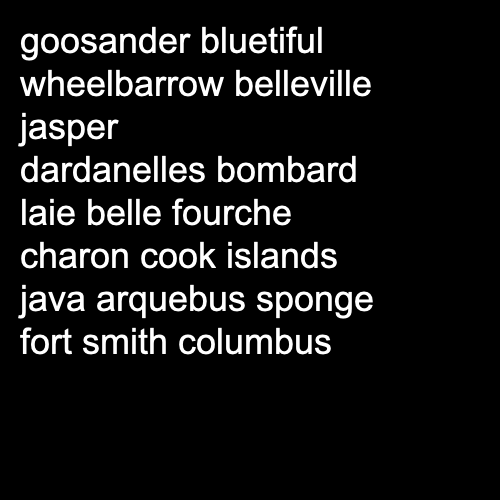 goosander bluetiful
wheelbarrow belleville
jasper
dardanelles bombard
laie belle fourche
charon cook islands
java arquebus sponge
fort smith columbus